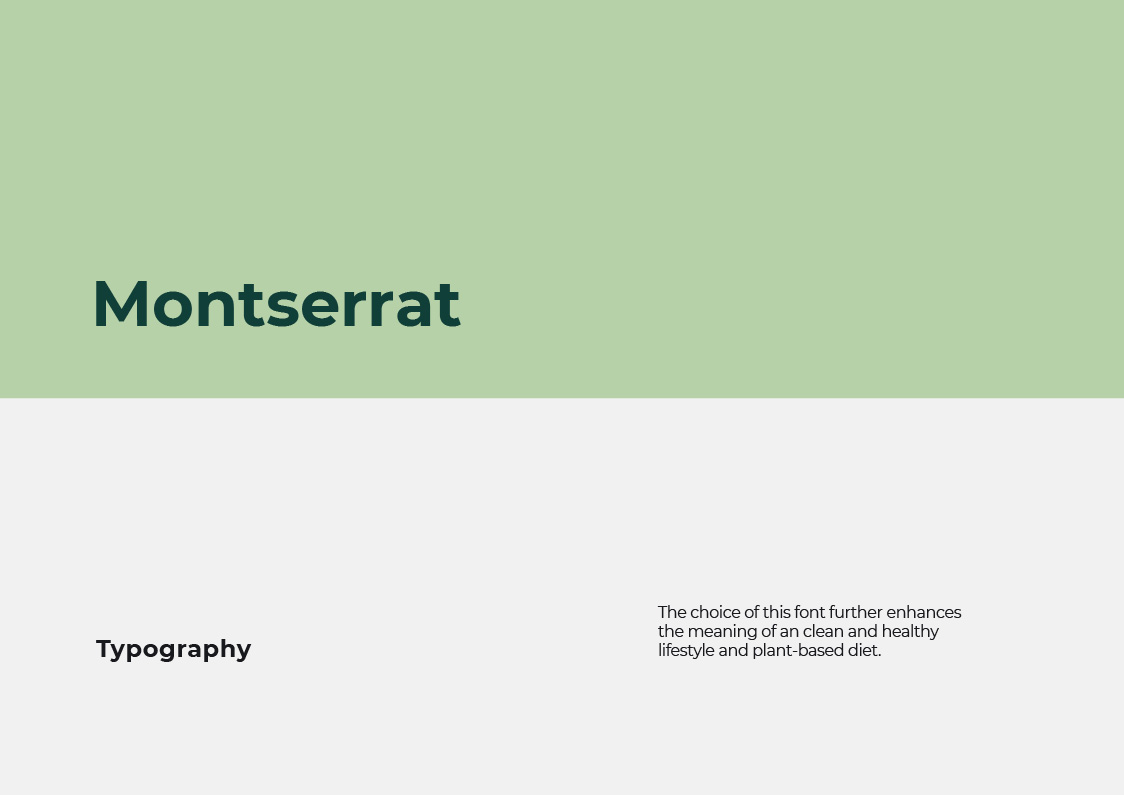 Montserrat
Typography
The choice of this font further enhances
the meaning of an clean and healthy
lifestyle and plant-based diet.